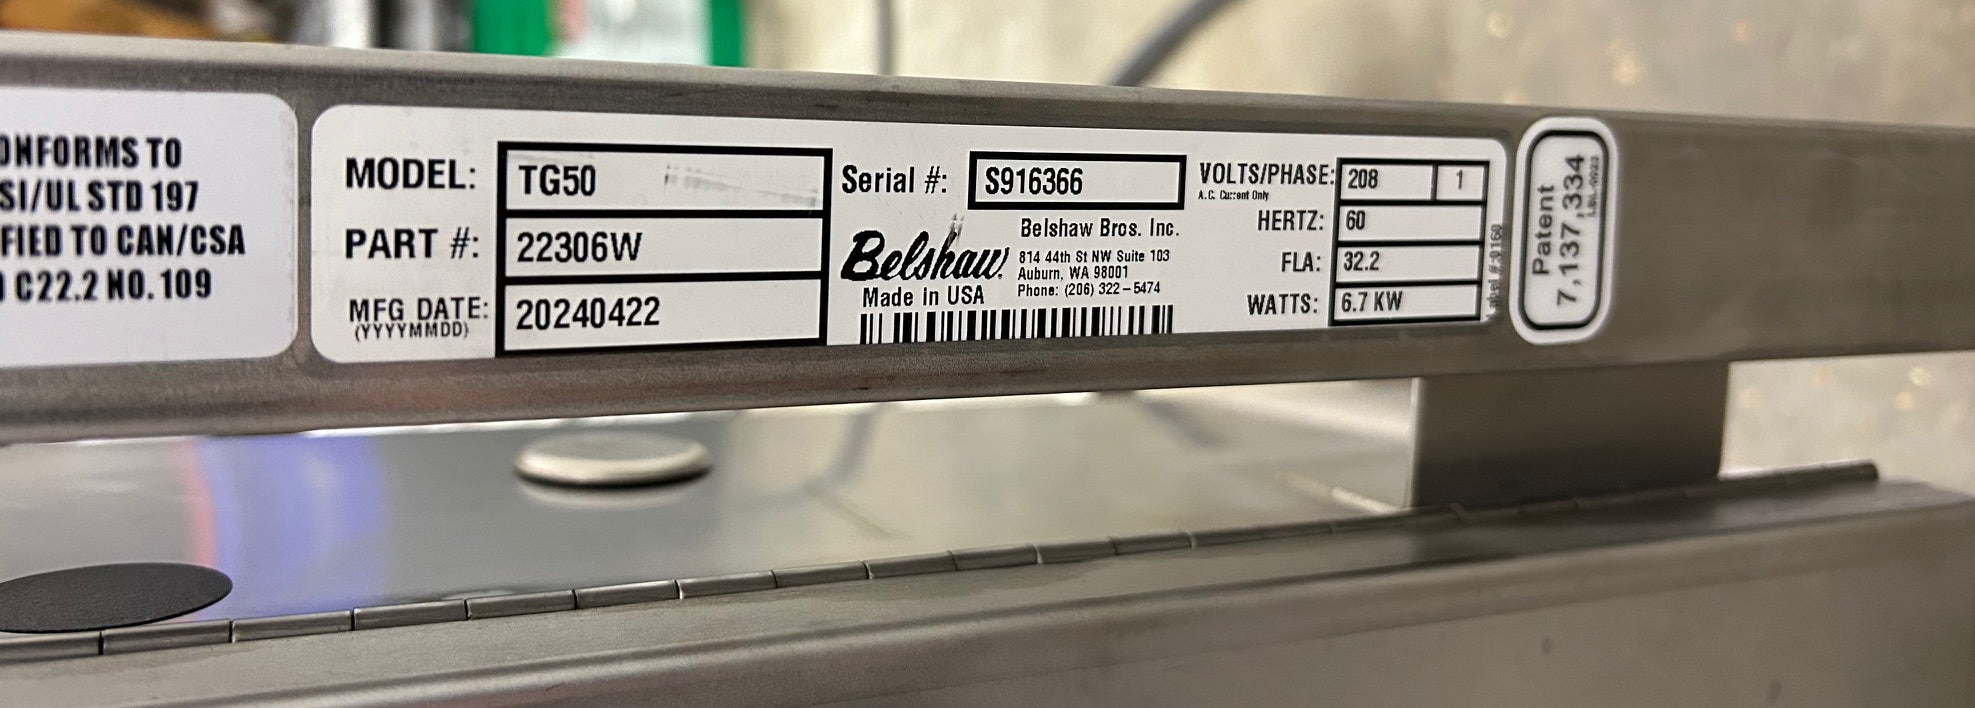 ONFORMS TO
SI/UL STD 197
FIED TO CAN/CSA
C22.2 NO. 109
MODEL: TG50
PART #: 22306W
MFG DATE: 20240422
(YYYYMMDD)
Serial #: S916366
Belshaw
Made in USA
Belshaw Bros. Inc.
814 44th St NW Suite 103
Auburn, WA 98001
Phone: (206) 322-5474
VOLTS/PHASE: 208 1
A.C. Current Only
HERTZ: 60
FLA: 32.2
WATTS: 6.7 KW
Label #:0160
Patent
7,137,334